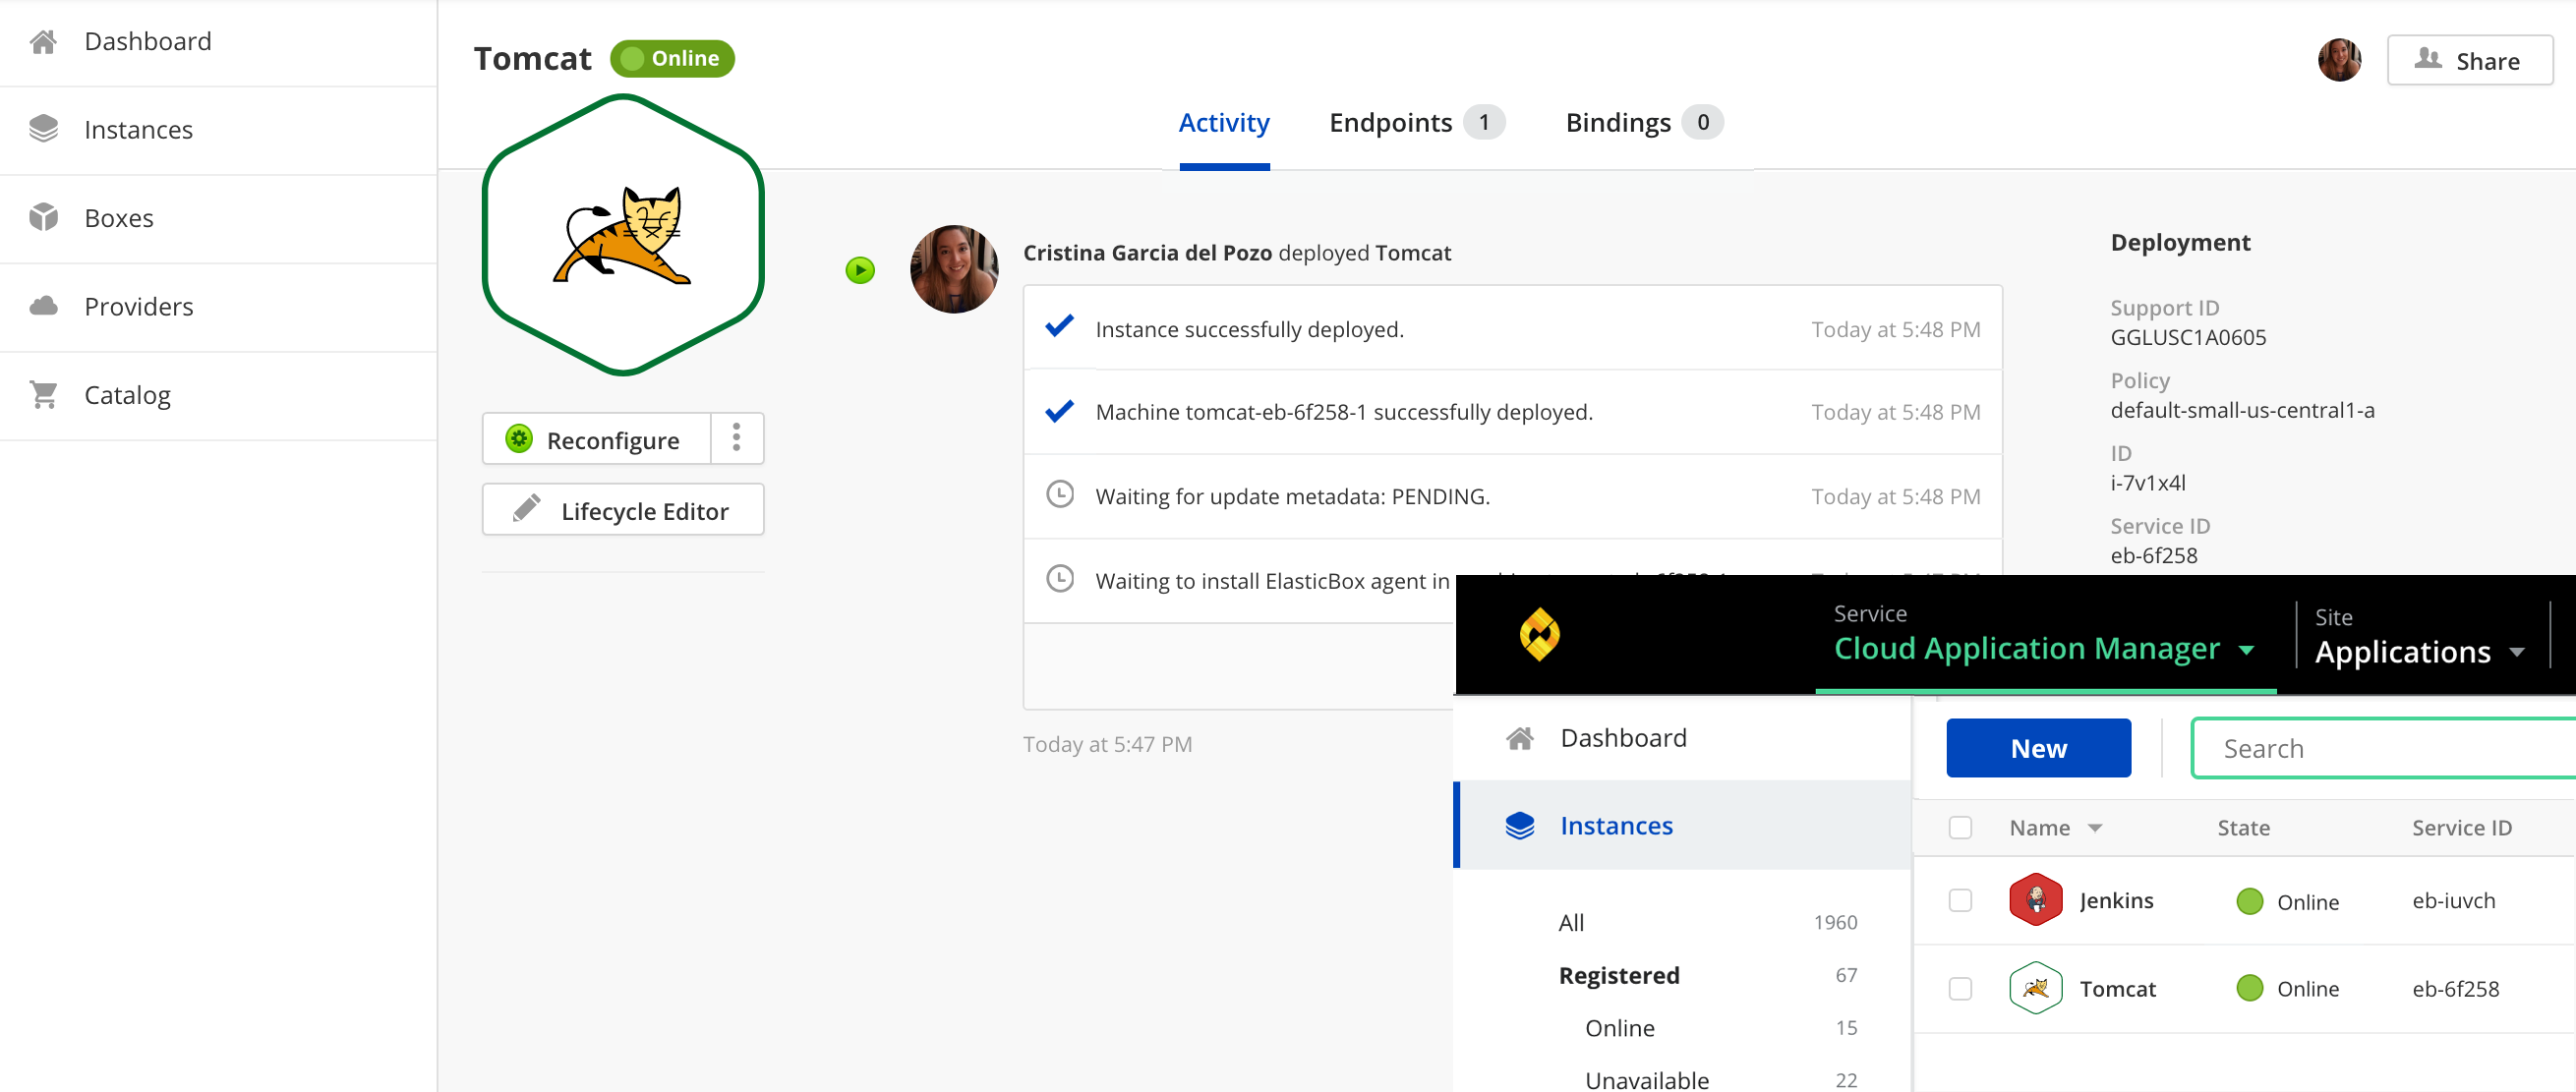 Dashboard
Instances
Boxes
Providers
Catalog
Tomcat Online
Share
Activity Endpoints 1 Bindings 0
Reconfigure
Lifecycle Editor
Cristina Garcia del Pozo deployed Tomcat
Instance successfully deployed. Today at 5:48 PM
Machine tomcat-eb-6f258-1 successfully deployed. Today at 5:48 PM
Waiting for update metadata: PENDING. Today at 5:48 PM
Waiting to install ElasticBox agent in
Today at 5:47 PM
Deployment
Support ID
GGLUSC1A0605
Policy
default-small-us-central1-a
ID
i-7v1x4l
Service ID
eb-6f258
Service
Cloud Application Manager
Site
Applications
Dashboard
Instances
All 1960
Registered 67
Online 15
Unavailable 22
New Search
Name State Service ID
Jenkins Online eb-iuvch
Tomcat Online eb-6f258